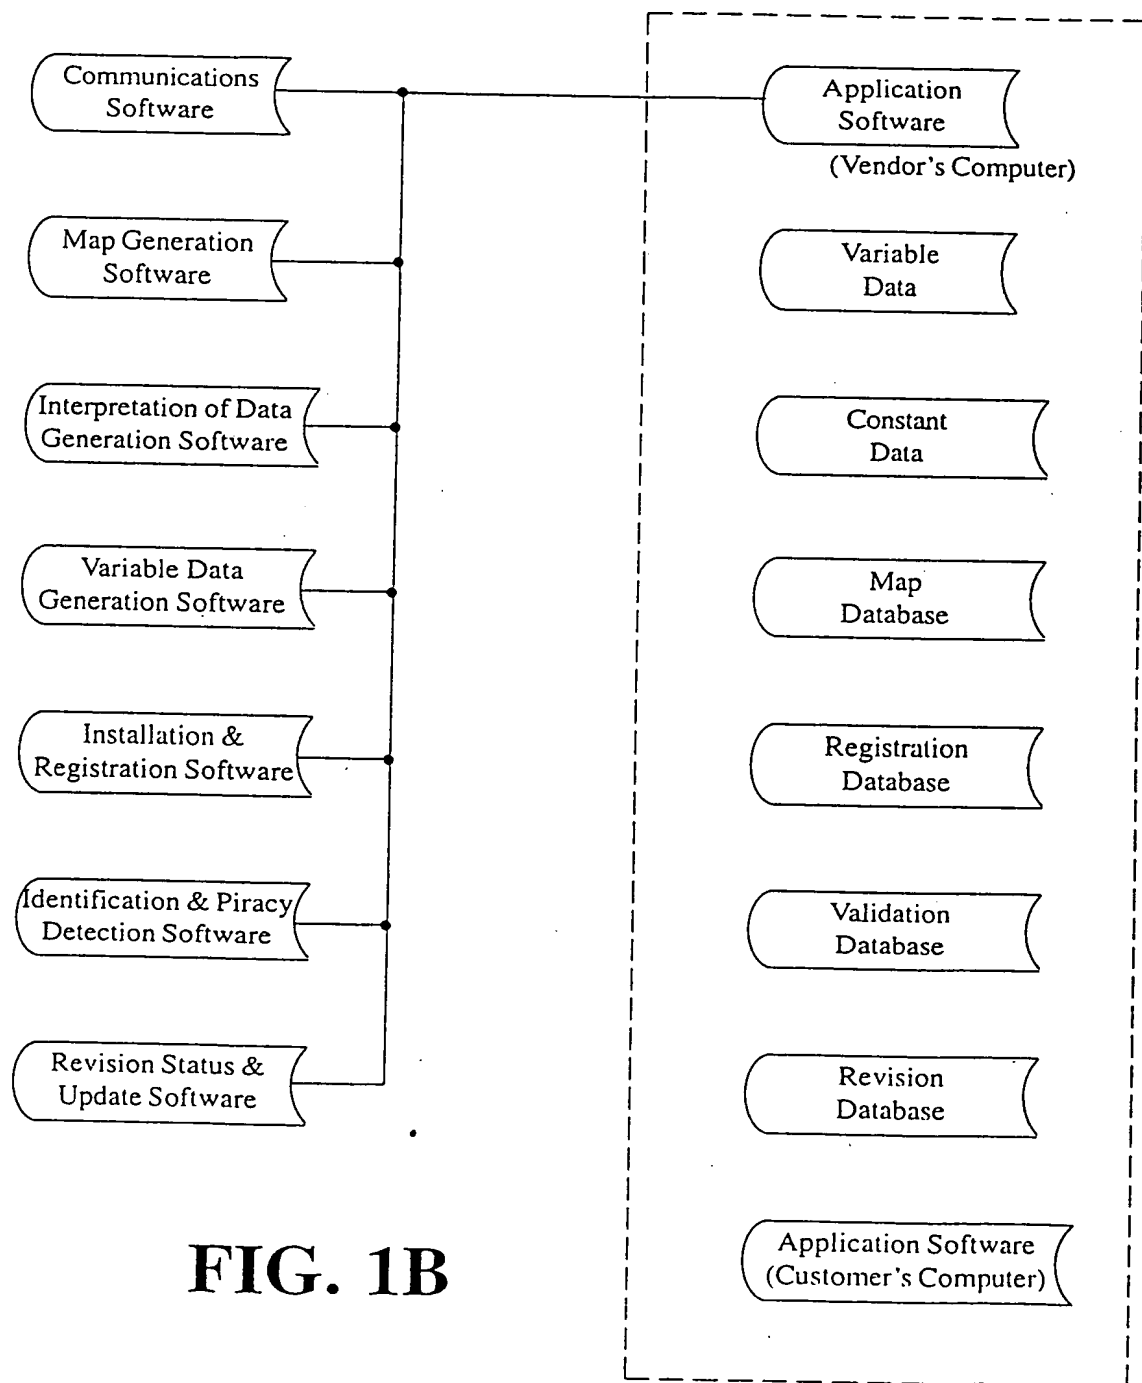 Communications
Software
Map Generation
Software
Interpretation of Data
Generation Software
Variable Data
Generation Software
Installation &
Registration Software
Identification & Piracy
Detection Software
Revision Status &
Update Software
Application
Software
(Vendor's Computer)
Variable
Data
Constant
Data
Map
Database
Registration
Database
Validation
Database
Revision
Database
Application Software
(Customer's Computer)
FIG. 1B